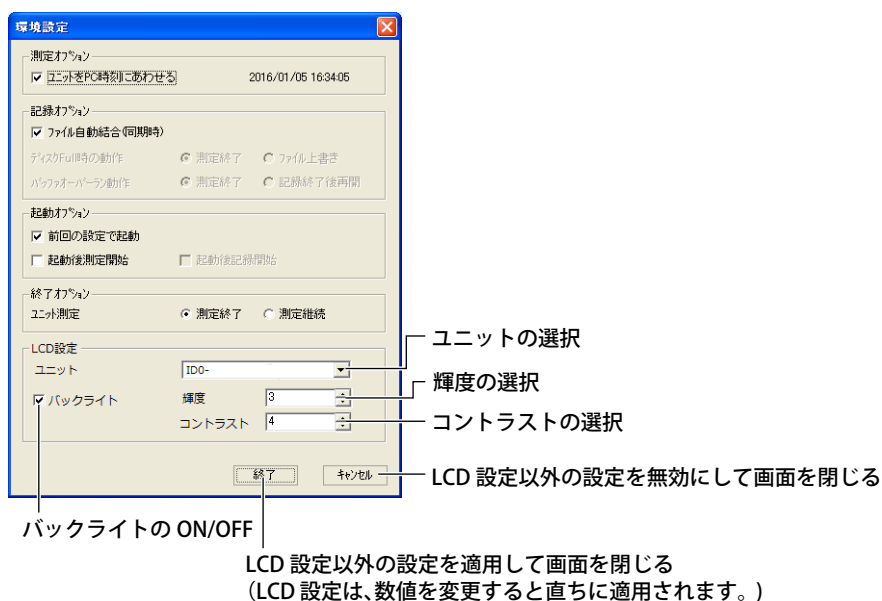 環境設定
測定ｵﾌﾟｼｮﾝ
ﾕﾆｯﾄをPC時刻にあわせる 2016/01/05 16:34:05
記録ｵﾌﾟｼｮﾝ
ﾌｧｲﾙ自動結合(同期時)
ﾃﾞｨｽｸFull時の動作 測定終了 ﾌｧｲﾙ上書き
ﾊﾞｯﾌｧｵｰﾊﾞｰﾗﾝ動作 測定終了 記録終了後再開
起動ｵﾌﾟｼｮﾝ
前回の設定で起動
起動後測定開始 起動後記録開始
終了ｵﾌﾟｼｮﾝ
ﾕﾆｯﾄ測定 測定終了 測定継続
LCD設定
ユニット ID0-
ユニットの選択
バックライト 輝度 3
輝度の選択
コントラスト 4
コントラストの選択
終了 ｷｬﾝｾﾙ
LCD 設定以外の設定を無効にして画面を閉じる
バックライトの ON/OFF
LCD 設定以外の設定を適用して画面を閉じる
（LCD 設定は、数値を変更すると直ちに適用されます。)